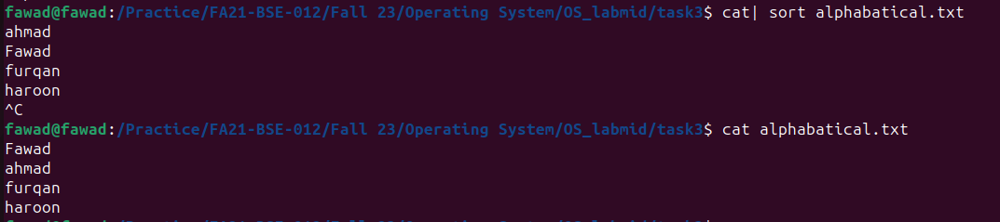 fawad@fawad:/Practice/FA21-BSE-012/Fall 23/Operating System/OS_labmid/task3$ cat| sort alphabatical.txt
ahmad
Fawad
furqan
haroon
^C
fawad@fawad:/Practice/FA21-BSE-012/Fall 23/Operating System/OS_labmid/task3$ cat alphabatical.txt
Fawad
ahmad
furqan
haroon